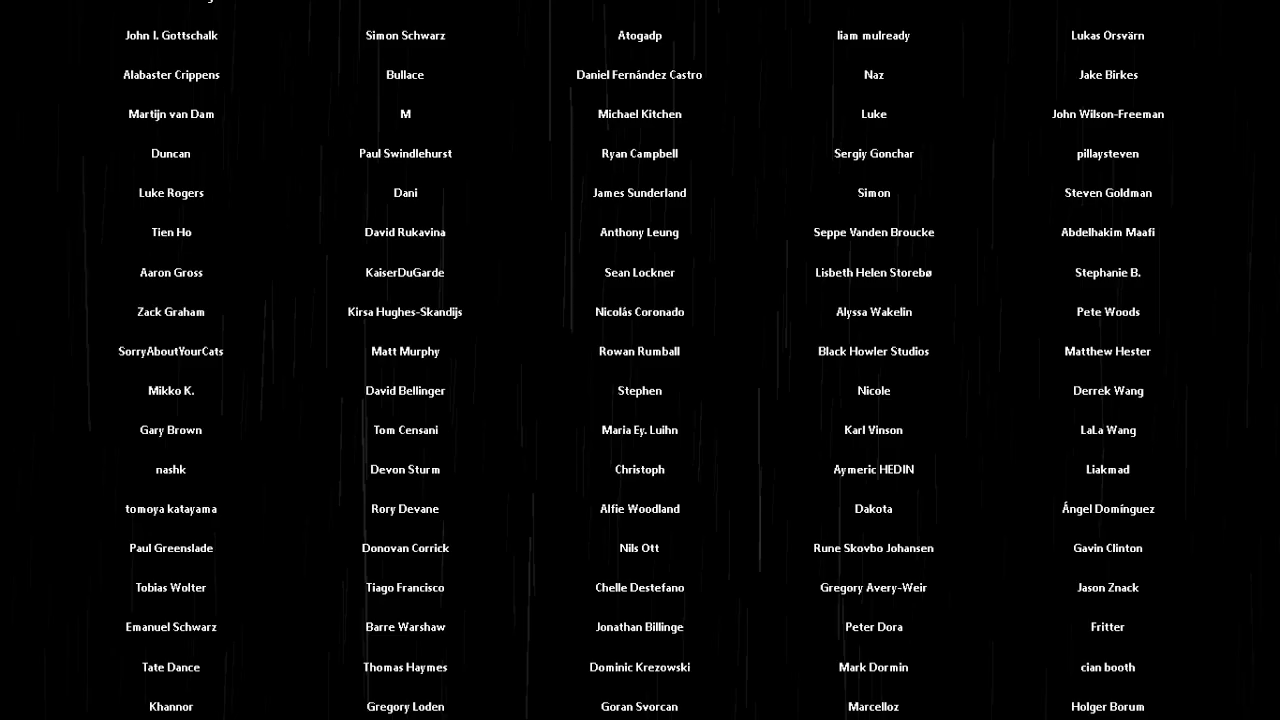 John I. Gottschalk Simon Schwarz Atogadp liam mulready Lukas Orsvärn
Alabaster Crippens Bullace Daniel Fernández Castro Naz Jake Birkes
Martijn van Dam M Michael Kitchen Luke John Wilson-Freeman
Duncan Paul Swindlehurst Ryan Campbell Sergiy Gonchar pillaysteven
Luke Rogers Dani James Sunderland Simon Steven Goldman
Tien Ho David Rukavina Anthony Leung Seppe Vanden Broucke Abdelhakim Maafi
Aaron Gross KaiserDuGarde Sean Lockner Lisbeth Helen Storebø Stephanie B.
Zack Graham Kirsa Hughes-Skandijs Nicolás Coronado Alyssa Wakelin Pete Woods
SorryAboutYourCats Matt Murphy Rowan Rumball Black Howler Studios Matthew Hester
Mikko K. David Bellinger Stephen Nicole Derrek Wang
Gary Brown Tom Censani Maria Ey. Luihn Karl Vinson LaLa Wang
nashk Devon Sturm Christoph Aymeric HEDIN Liakmad
tomoya katayama Rory Devane Alfie Woodland Dakota Ángel Domínguez
Paul Greenslade Donovan Corrick Nils Ott Rune Skovbo Johansen Gavin Clinton
Tobias Wolter Tiago Francisco Chelle Destefano Gregory Avery-Weir Jason Znack
Emanuel Schwarz Barre Warshaw Jonathan Billinge Peter Dora Fritter
Tate Dance Thomas Haymes Dominic Krezowski Mark Dormin cian booth
Khannor Gregory Loden Goran Svorcan Marcelloz Holger Borum